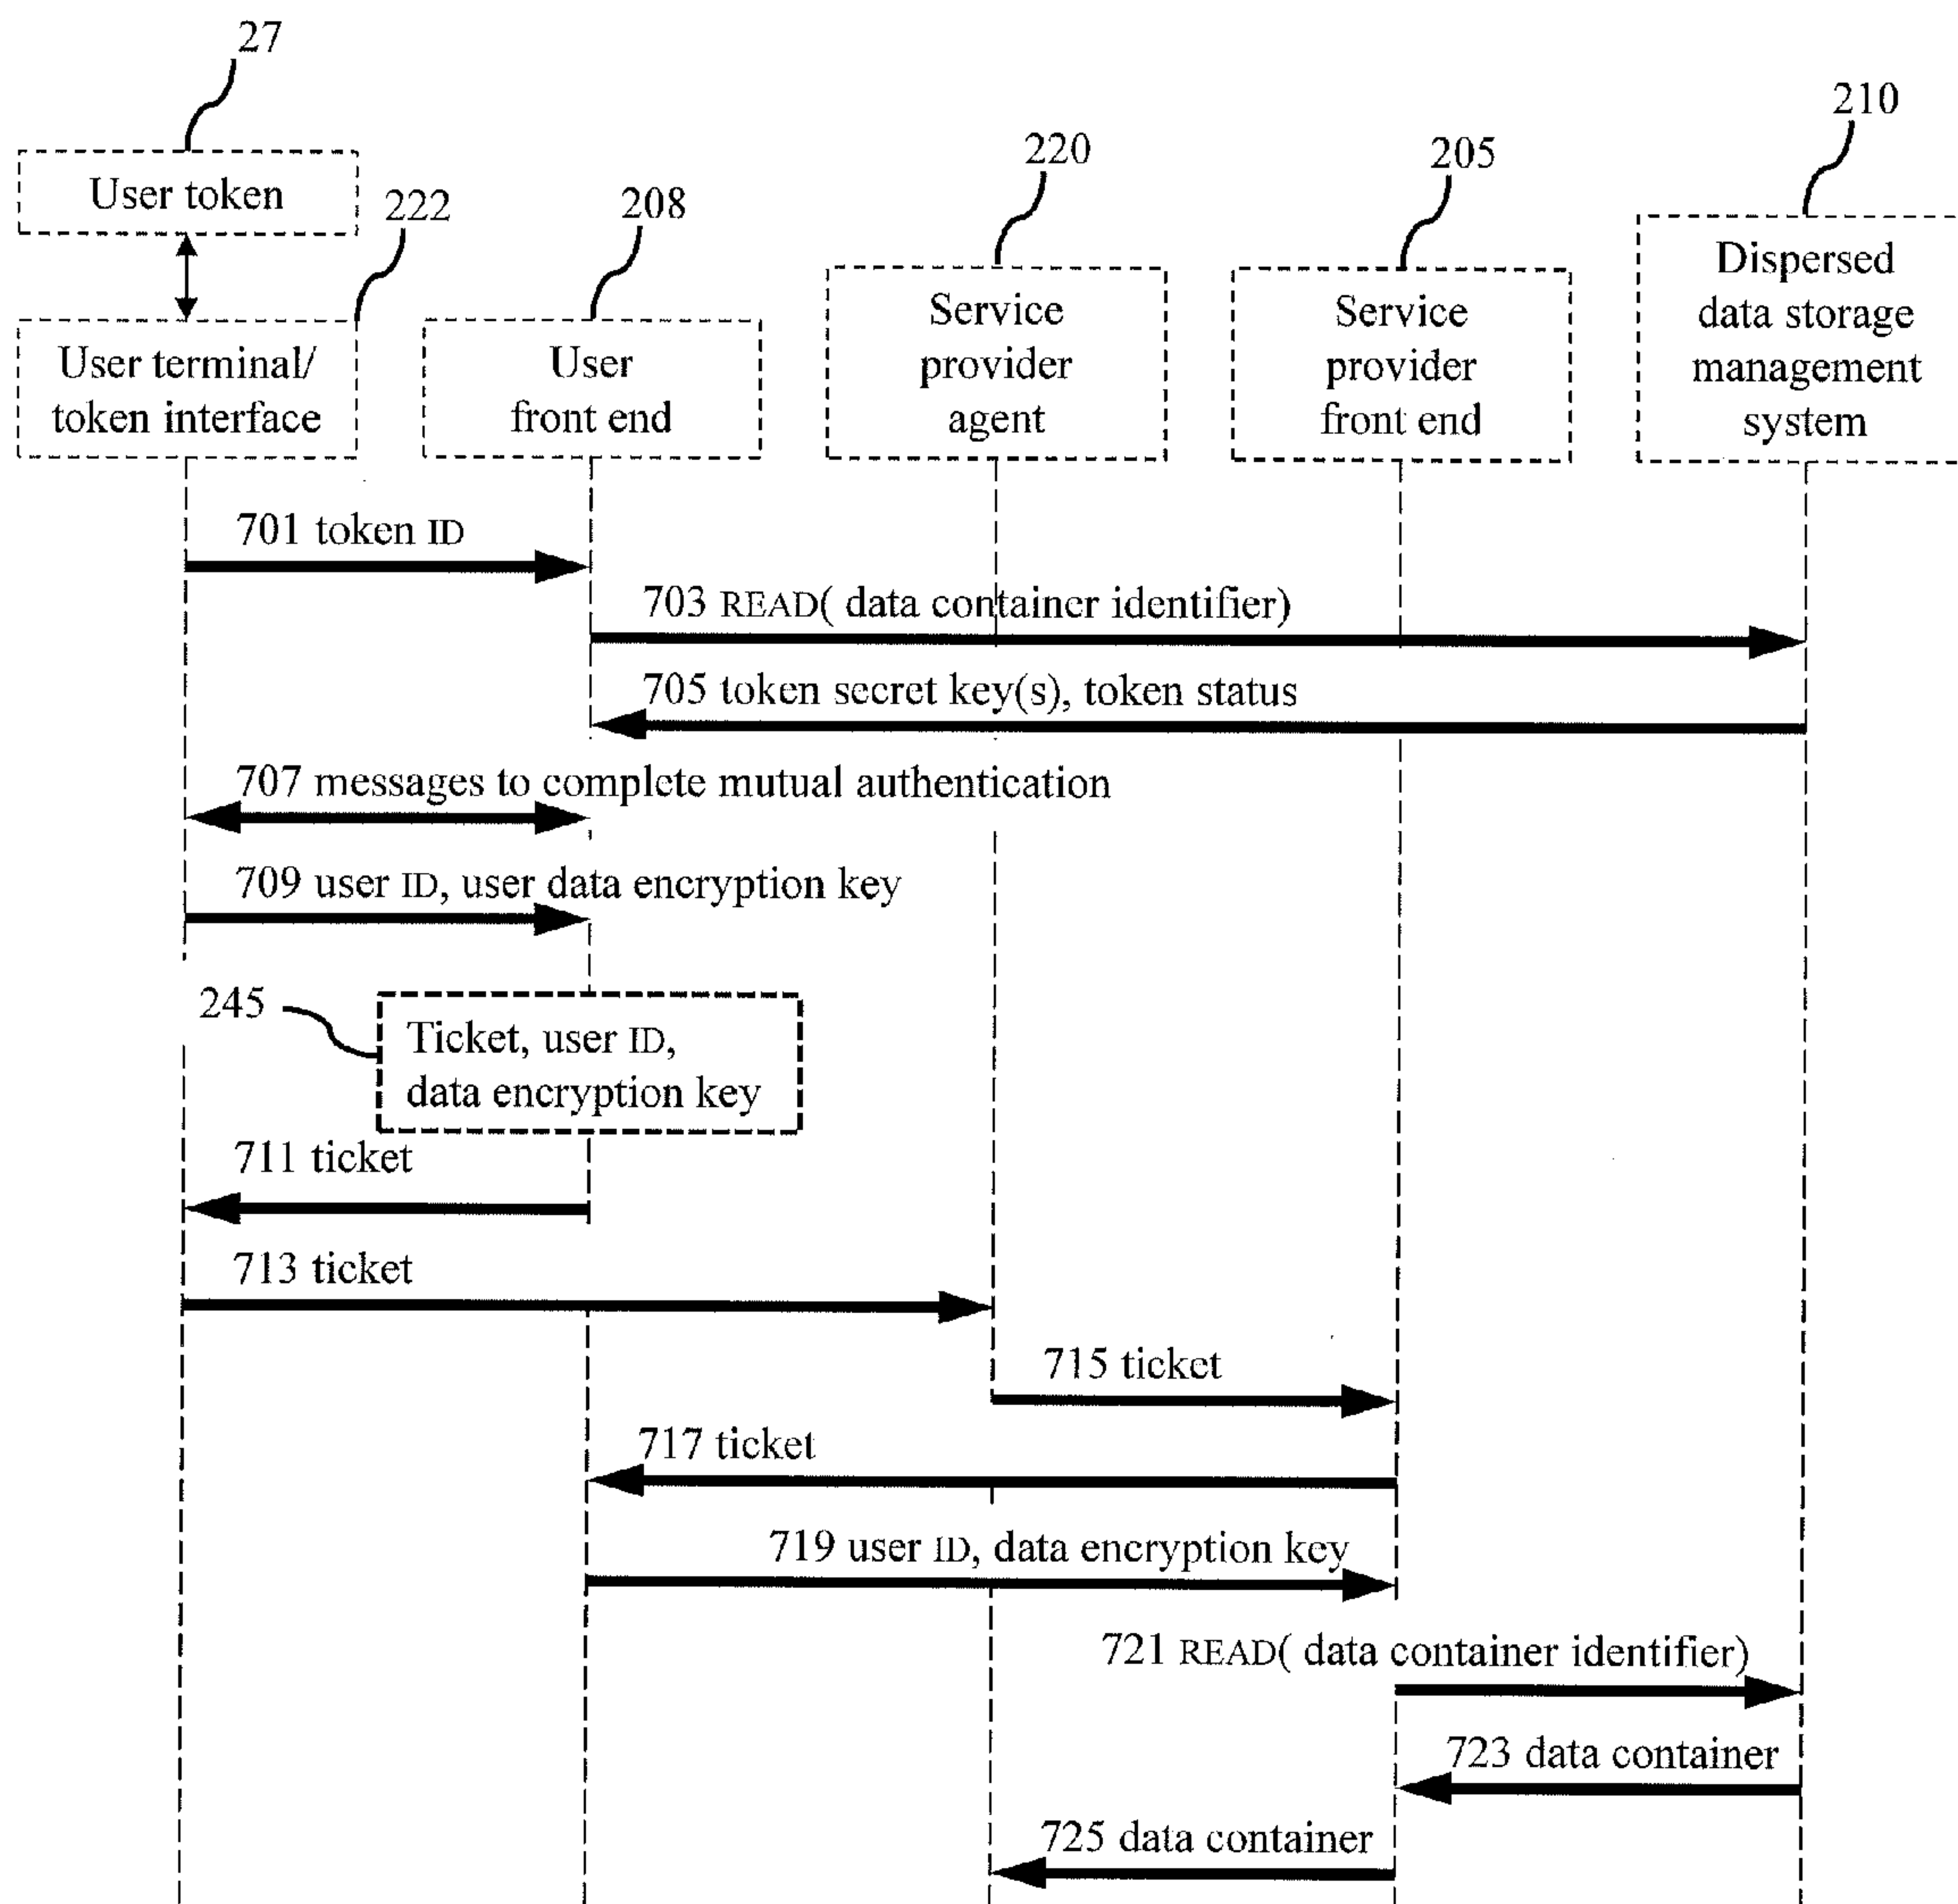 27
210
220
205
User token
222
208
Dispersed
data storage
management
system
Service
provider
agent
Service
provider
front end
User terminal/
token interface
User
front end
701 token ID
703 READ( data container identifier)
705 token secret key(s), token status
707 messages to complete mutual authentication
709 user ID, user data encryption key
245
Ticket, user ID,
data encryption key
711 ticket
713 ticket
715 ticket
717 ticket
719 user ID, data encryption key
721 READ( data container identifier)
723 data container
725 data container